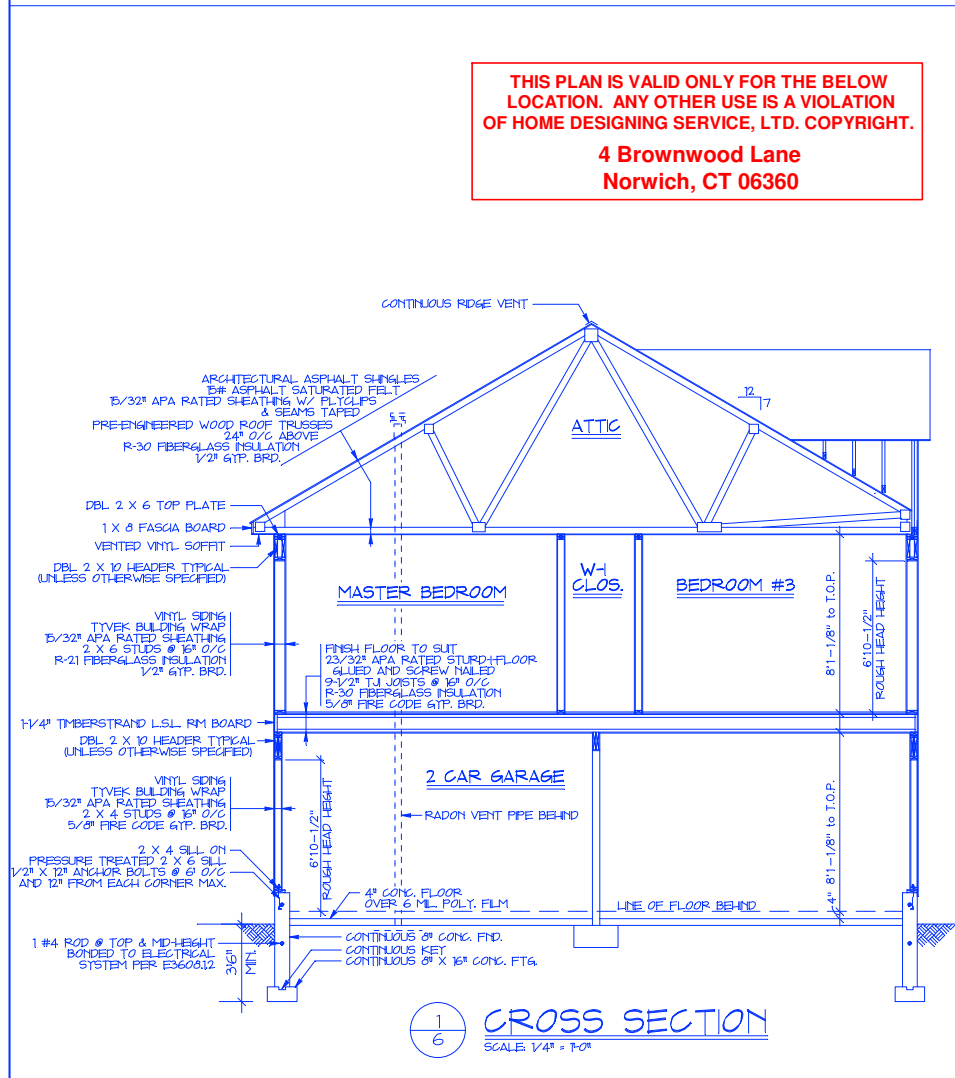 THIS PLAN IS VALID ONLY FOR THE BELOW
LOCATION. ANY OTHER USE IS A VIOLATION
OF HOME DESIGNING SERVICE, LTD. COPYRIGHT.
4 Brownwood Lane
Norwich, CT 06360
CONTINUOUS RIDGE VENT
ARCHITECTURAL ASPHALT SHINGLES
15# ASPHALT SATURATED FELT
15/32" APA RATED SHEATHING W/ PLYCLIPS
& SEAMS TAPED
PRE-ENGINEERED WOOD ROOF TRUSSES
24" O/C ABOVE
R-30 FIBERGLASS INSULATION
1/2" GYP. BRD.
12
7
ATTIC
DBL 2 X 6 TOP PLATE
1 X 8 FASCIA BOARD
VENTED VINYL SOFFIT
DBL 2 X 10 HEADER TYPICAL
(UNLESS OTHERWISE SPECIFIED)
MASTER BEDROOM
W-I
CLOS.
BEDROOM #3
8'1-1/8" to T.O.P.
6'10-1/2"
ROUGH HEAD HEIGHT
VINYL SIDING
TYVEK BUILDING WRAP
15/32" APA RATED SHEATHING
2 X 6 STUDS @ 16" O/C
R-21 FIBERGLASS INSULATION
1/2" GYP. BRD.
FINISH FLOOR TO SUIT
23/32" APA RATED STURD-I-FLOOR
GLUED AND SCREW NAILED
9-1/2" TJI JOISTS @ 16" O/C
R-30 FIBERGLASS INSULATION
5/8" FIRE CODE GYP. BRD.
1-1/4" TIMBERSTRAND L.S.L. RIM BOARD
DBL 2 X 10 HEADER TYPICAL
(UNLESS OTHERWISE SPECIFIED)
2 CAR GARAGE
VINYL SIDING
TYVEK BUILDING WRAP
15/32" APA RATED SHEATHING
2 X 4 STUDS @ 16" O/C
5/8" FIRE CODE GYP. BRD.
6'10-1/2"
ROUGH HEAD HEIGHT
RADON VENT PIPE BEHIND
8'1-1/8" to T.O.P.
4"
2 X 4 SILL ON
PRESSURE TREATED 2 X 6 SILL
1/2" X 12" ANCHOR BOLTS @ 6' O/C
AND 12" FROM EACH CORNER MAX.
4" CONC. FLOOR
OVER 6 MIL. POLY. FILM
LINE OF FLOOR BEHIND
1 #4 ROD @ TOP & MID-HEIGHT
BONDED TO ELECTRICAL
SYSTEM PER E3608.1.2
3'6"
MIN.
CONTINUOUS 8" CONC. FND.
CONTINUOUS KEY
CONTINUOUS 8" X 16" CONC. FTG.
1
6
CROSS SECTION
SCALE: 1/4" = 1'-0"